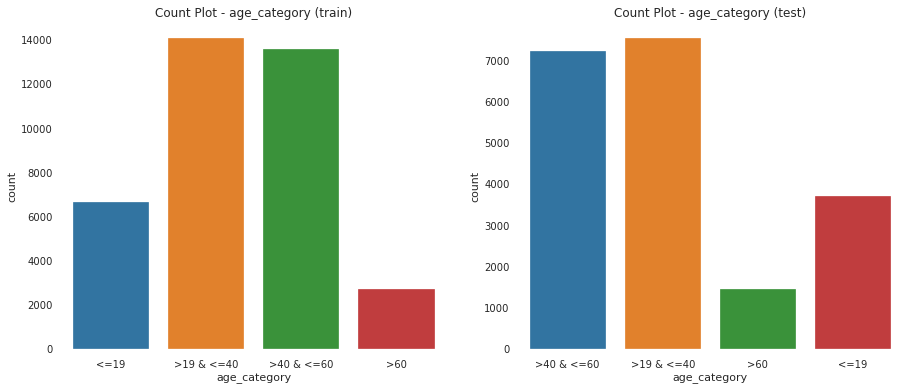 Count Plot - age_category (train)
14000
12000
10000
8000
6000
4000
2000
0
count
<=19
>19 & <=40
>40 & <=60
>60
age_category
Count Plot - age_category (test)
7000
6000
5000
4000
3000
2000
1000
0
count
>40 & <=60
>19 & <=40
>60
<=19
age_category